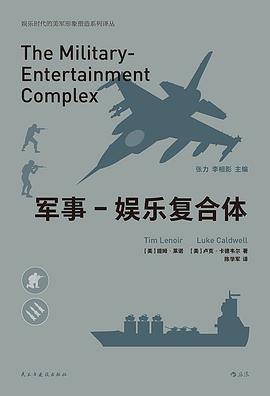 娱乐时代的美军形象塑造系列译丛
The Military-
Entertainment
Complex
张力 李相影 主编
军事－娱乐复合体
Tim Lenoir Luke Caldwell
［美］提姆·莱诺 ［美］卢克·卡德韦尔 著
陈学军 译
民主与建设出版社
后浪